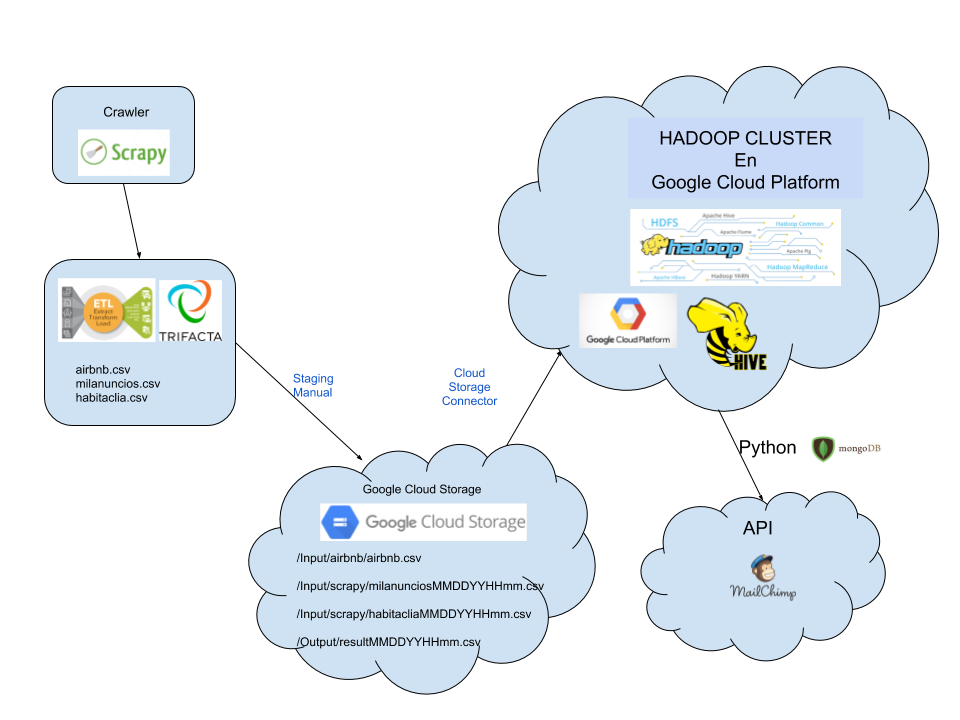 Crawler
Scrapy
ETL
Extract
Transform
Load
TRIFACTA
airbnb.csv
milanuncios.csv
habitaclia.csv
Staging
Manual
Google Cloud Storage
Google Cloud Storage
/Input/airbnb/airbnb.csv
/Input/scrapy/milanunciosMMDDYYHHmm.csv
/Input/scrapy/habitacliaMMDDYYHHmm.csv
/Output/resultMMDDYYHHmm.csv
Cloud
Storage
Connector
HADOOP CLUSTER
En
Google Cloud Platform
Apache Hive
HDFS
Hadoop Common
Apache Flume
hadoop
Apache Pig
Hadoop MapReduce
Apache HBase
Hadoop YARN
Google Cloud Platform
HIVE
Python
mongoDB
API
MailChimp